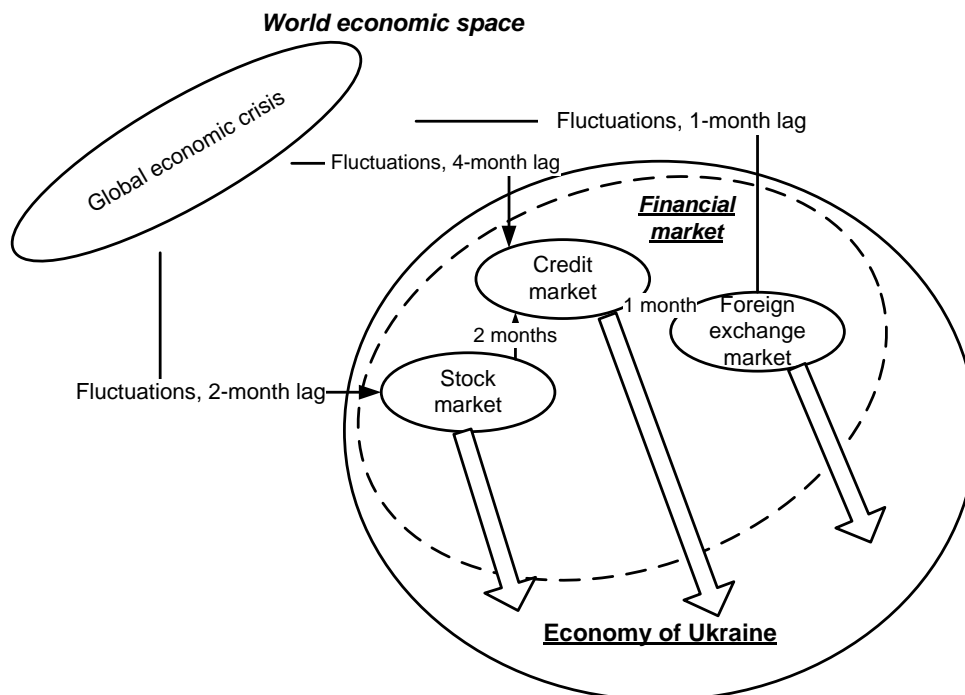 World economic space
Global economic crisis
Fluctuations, 1-month lag
Fluctuations, 4-month lag
Financial
market
Credit
market
1 month
Foreign
exchange
market
2 months
Fluctuations, 2-month lag
Stock
market
Economy of Ukraine